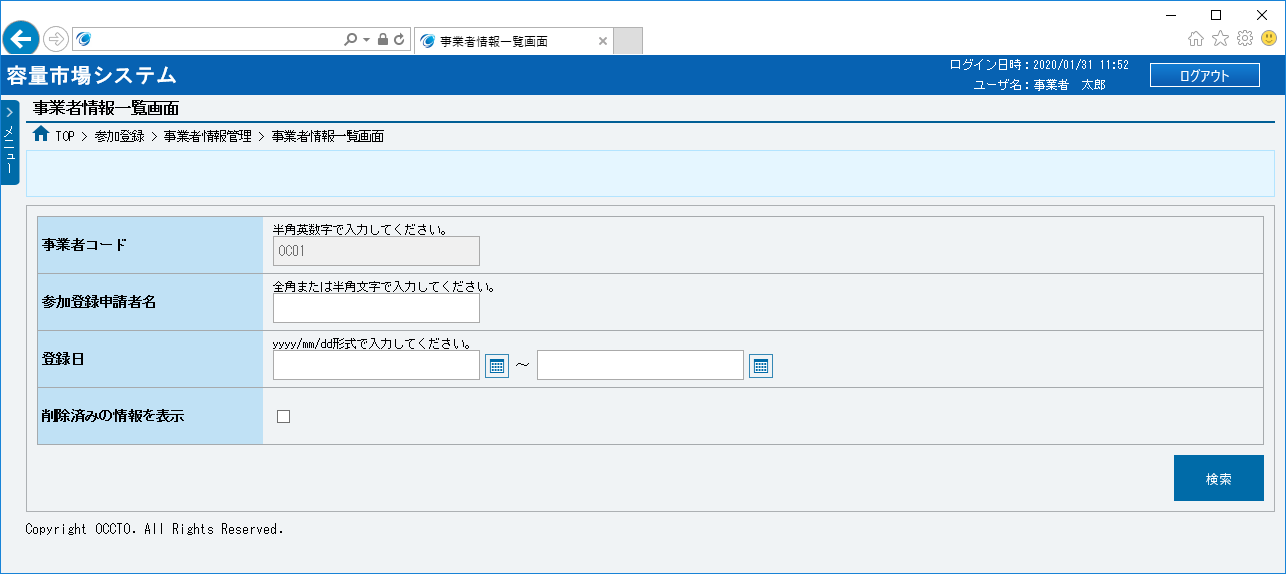 事業者情報一覧画面
容量市場システム
ログイン日時：2020/01/31 11:52
ユーザ名：事業者　太郎
ログアウト
メニュー
事業者情報一覧画面
TOP > 参加登録 > 事業者情報管理 > 事業者情報一覧画面
事業者コード
半角英数字で入力してください。
0C01
参加登録申請者名
全角または半角文字で入力してください。
登録日
yyyy/mm/dd形式で入力してください。
～
削除済みの情報を表示
検索
Copyright OCCTO. All Rights Reserved.